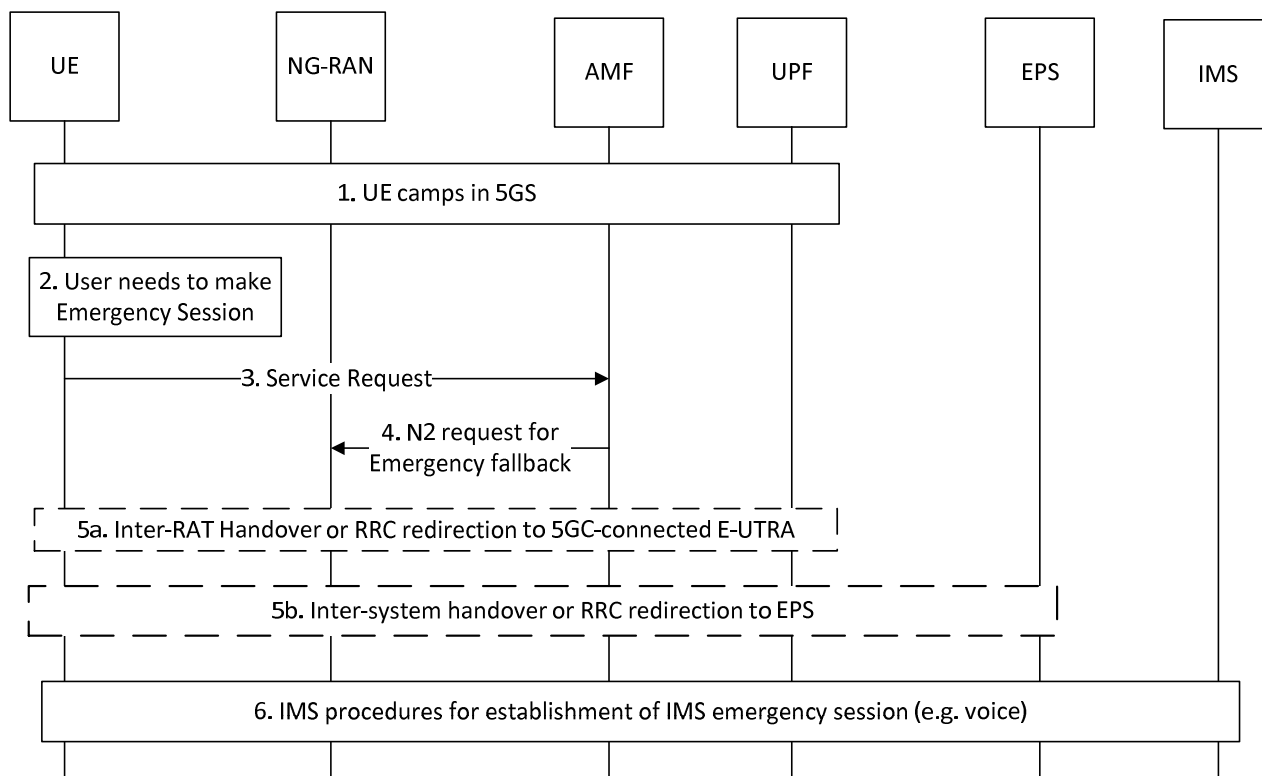 UE
NG-RAN
AMF
UPF
EPS
IMS
1. UE camps in 5GS
2. User needs to make
Emergency Session
3. Service Request
4. N2 request for
Emergency fallback
5a. Inter-RAT Handover or RRC redirection to 5GC-connected E-UTRA
5b. Inter-system handover or RRC redirection to EPS
6. IMS procedures for establishment of IMS emergency session (e.g. voice)